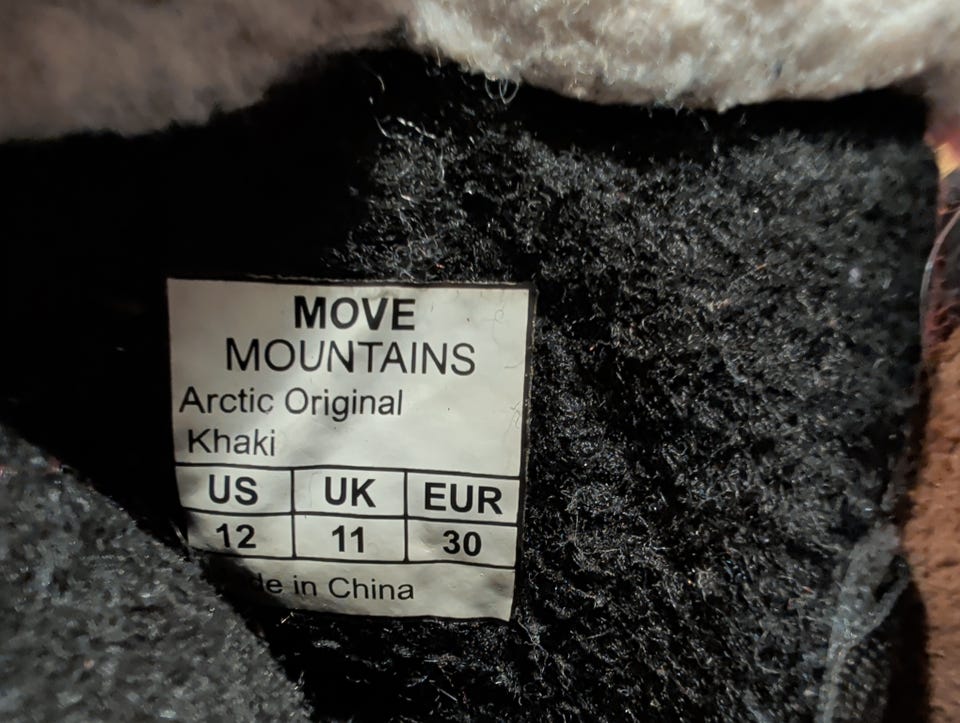 MOVE
MOUNTAINS
Arctic Original
Khaki
US UK EUR
12 11 30
in China